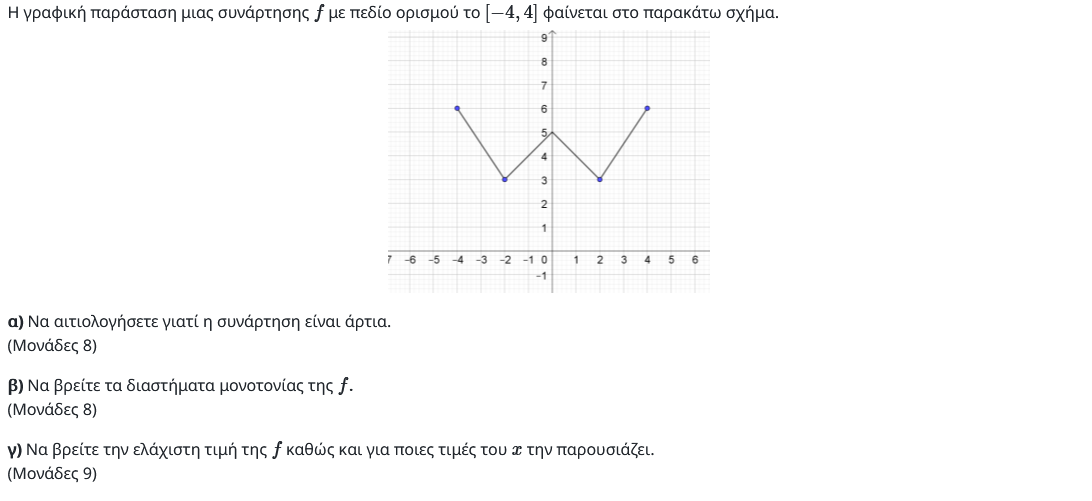 Η γραφική παράσταση μιας συνάρτησης f με πεδίο ορισμού το [−4, 4] φαίνεται στο παρακάτω σχήμα.
9
8
7
6
5
4
3
2
1
7 −6 −5 −4 −3 −2 −1 0 1 2 3 4 5 6
−1
α) Να αιτιολογήσετε γιατί η συνάρτηση είναι άρτια.
(Μονάδες 8)
β) Να βρείτε τα διαστήματα μονοτονίας της f.
(Μονάδες 8)
γ) Να βρείτε την ελάχιστη τιμή της f καθώς και για ποιες τιμές του x την παρουσιάζει.
(Μονάδες 9)